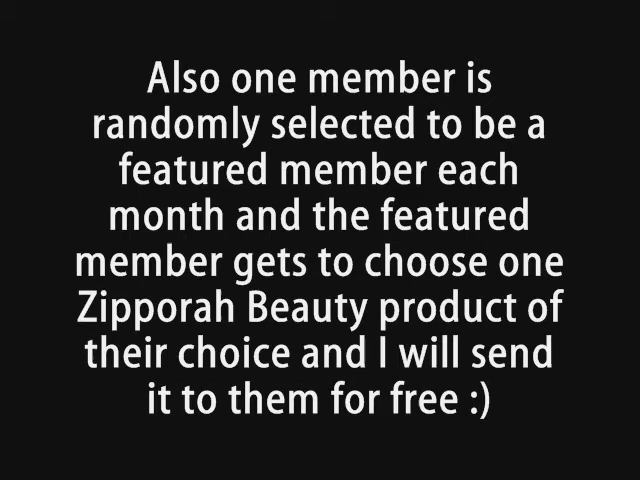 Also one member is
randomly selected to be a
featured member each
month and the featured
member gets to choose one
Zipporah Beauty product of
their choice and I will send
it to them for free :)